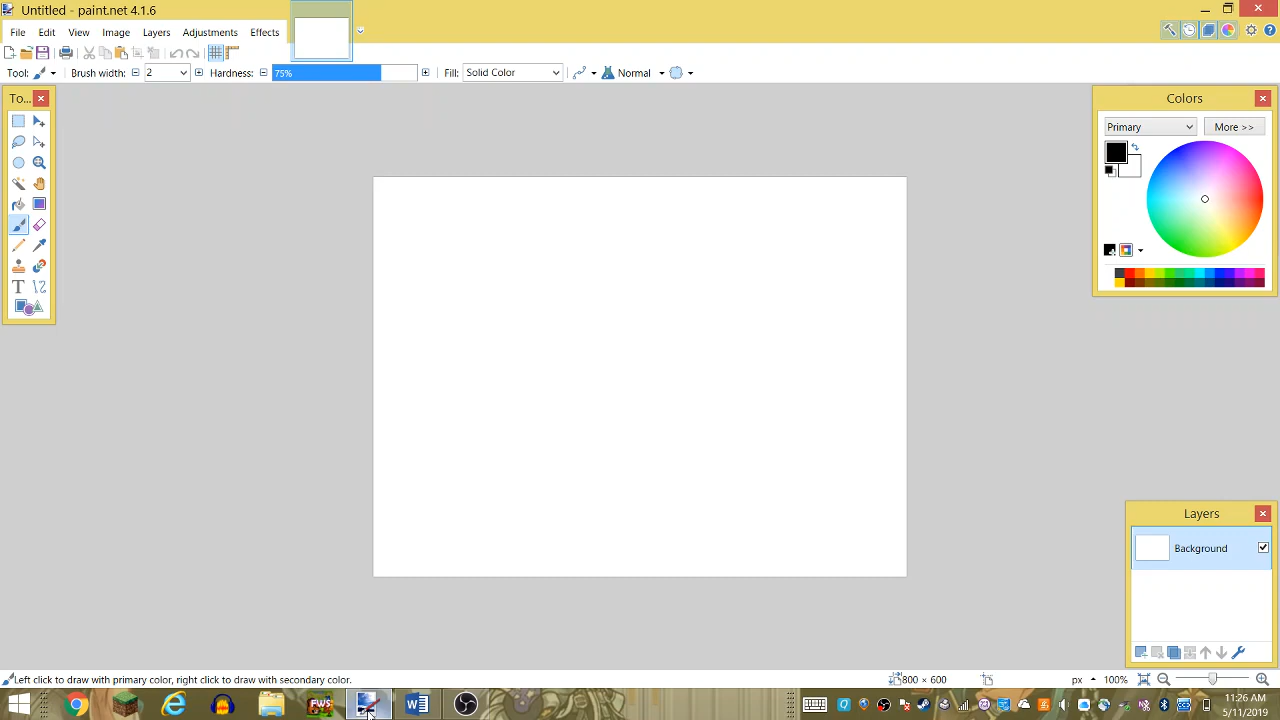 Untitled - paint.net 4.1.6
File Edit View Image Layers Adjustments Effects
Tool: Brush width: 2 Hardness: 75% Fill: Solid Color Normal
To...
Colors
Primary More >>
T
Layers
Background
Left click to draw with primary color, right click to draw with secondary color.
800 × 600 px 100%
FWS
11:26 AM
5/11/2019